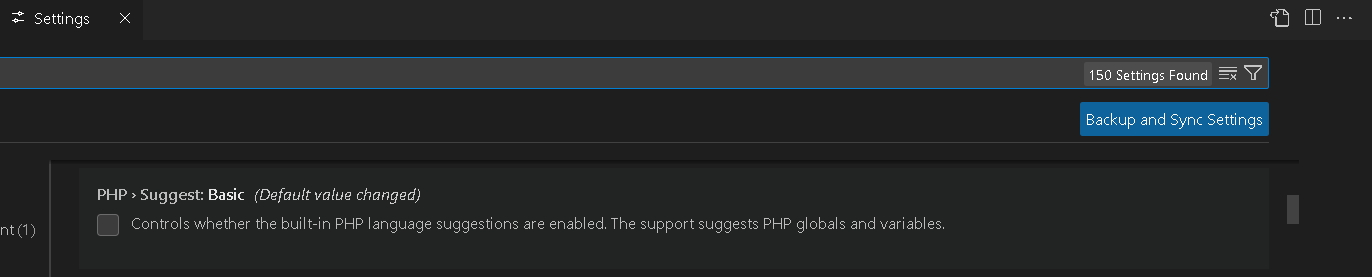 Settings
150 Settings Found
Backup and Sync Settings
PHP › Suggest: Basic (Default value changed)
Controls whether the built-in PHP language suggestions are enabled. The support suggests PHP globals and variables.
nt (1)